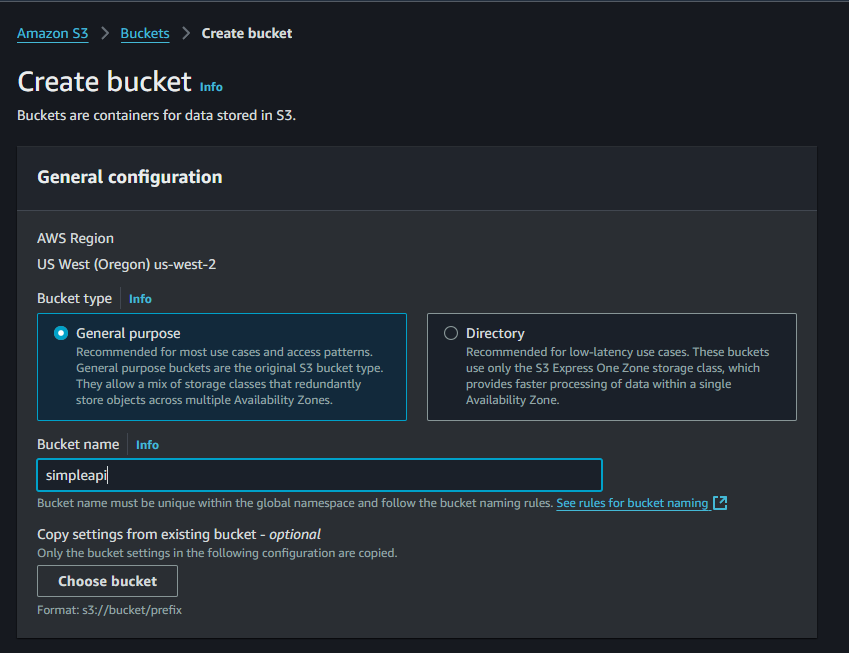 Amazon S3 > Buckets > Create bucket
Create bucket Info
Buckets are containers for data stored in S3.
General configuration
AWS Region
US West (Oregon) us-west-2
Bucket type Info
General purpose
Recommended for most use cases and access patterns.
General purpose buckets are the original S3 bucket type.
They allow a mix of storage classes that redundantly
store objects across multiple Availability Zones.
Directory
Recommended for low-latency use cases. These buckets
use only the S3 Express One Zone storage class, which
provides faster processing of data within a single
Availability Zone.
Bucket name Info
simpleapi
Bucket name must be unique within the global namespace and follow the bucket naming rules. See rules for bucket naming
Copy settings from existing bucket - optional
Only the bucket settings in the following configuration are copied.
Choose bucket
Format: s3://bucket/prefix